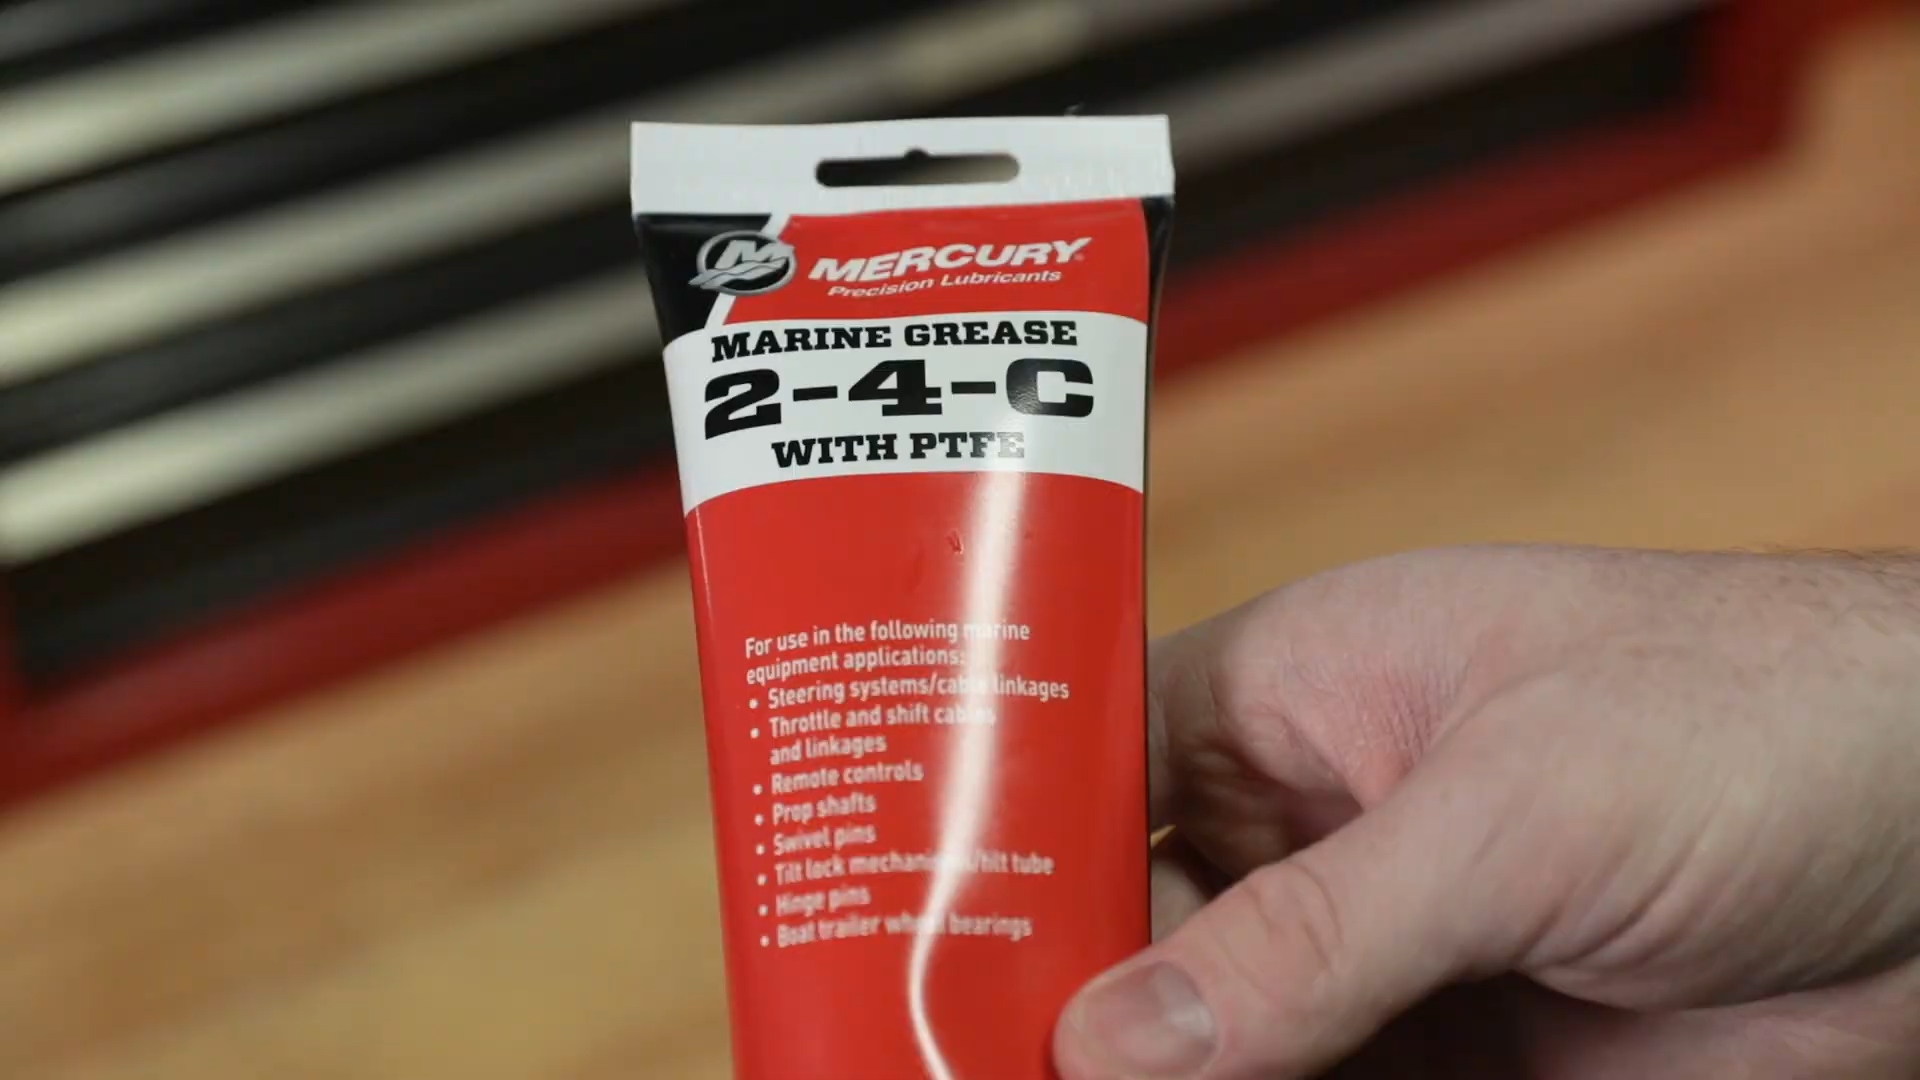 MERCURY
Precision Lubricants
MARINE GREASE
2-4-C
WITH PTFE
For use in the following marine
equipment applications:
• Steering systems/cable linkages
• Throttle and shift cables
and linkages
• Remote controls
• Prop shafts
• Swivel pins
• Tilt lock mechanisms/tilt tube
• Hinge pins
• Boat trailer wheel bearings